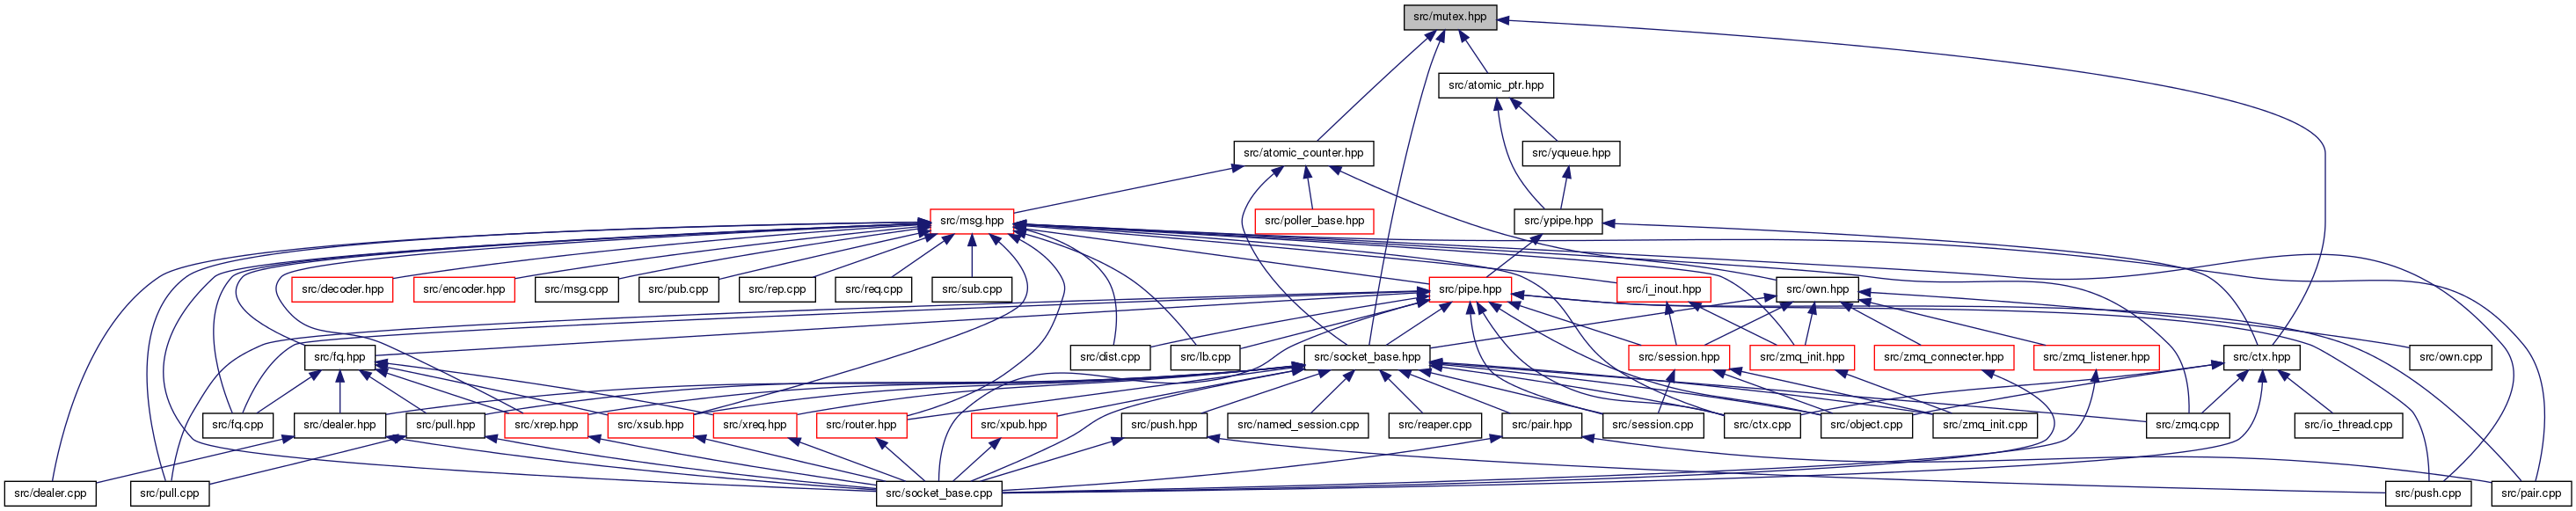 src/mutex.hpp
src/atomic_ptr.hpp
src/atomic_counter.hpp
src/yqueue.hpp
src/msg.hpp
src/poller_base.hpp
src/ypipe.hpp
src/decoder.hpp
src/encoder.hpp
src/msg.cpp
src/pub.cpp
src/rep.cpp
src/req.cpp
src/sub.cpp
src/pipe.hpp
src/i_inout.hpp
src/own.hpp
src/fq.hpp
src/dist.cpp
src/lb.cpp
src/socket_base.hpp
src/session.hpp
src/zmq_init.hpp
src/zmq_connecter.hpp
src/zmq_listener.hpp
src/ctx.hpp
src/own.cpp
src/fq.cpp
src/dealer.hpp
src/pull.hpp
src/xrep.hpp
src/xsub.hpp
src/xreq.hpp
src/router.hpp
src/xpub.hpp
src/push.hpp
src/named_session.cpp
src/reaper.cpp
src/pair.hpp
src/session.cpp
src/ctx.cpp
src/object.cpp
src/zmq_init.cpp
src/zmq.cpp
src/io_thread.cpp
src/dealer.cpp
src/pull.cpp
src/socket_base.cpp
src/push.cpp
src/pair.cpp